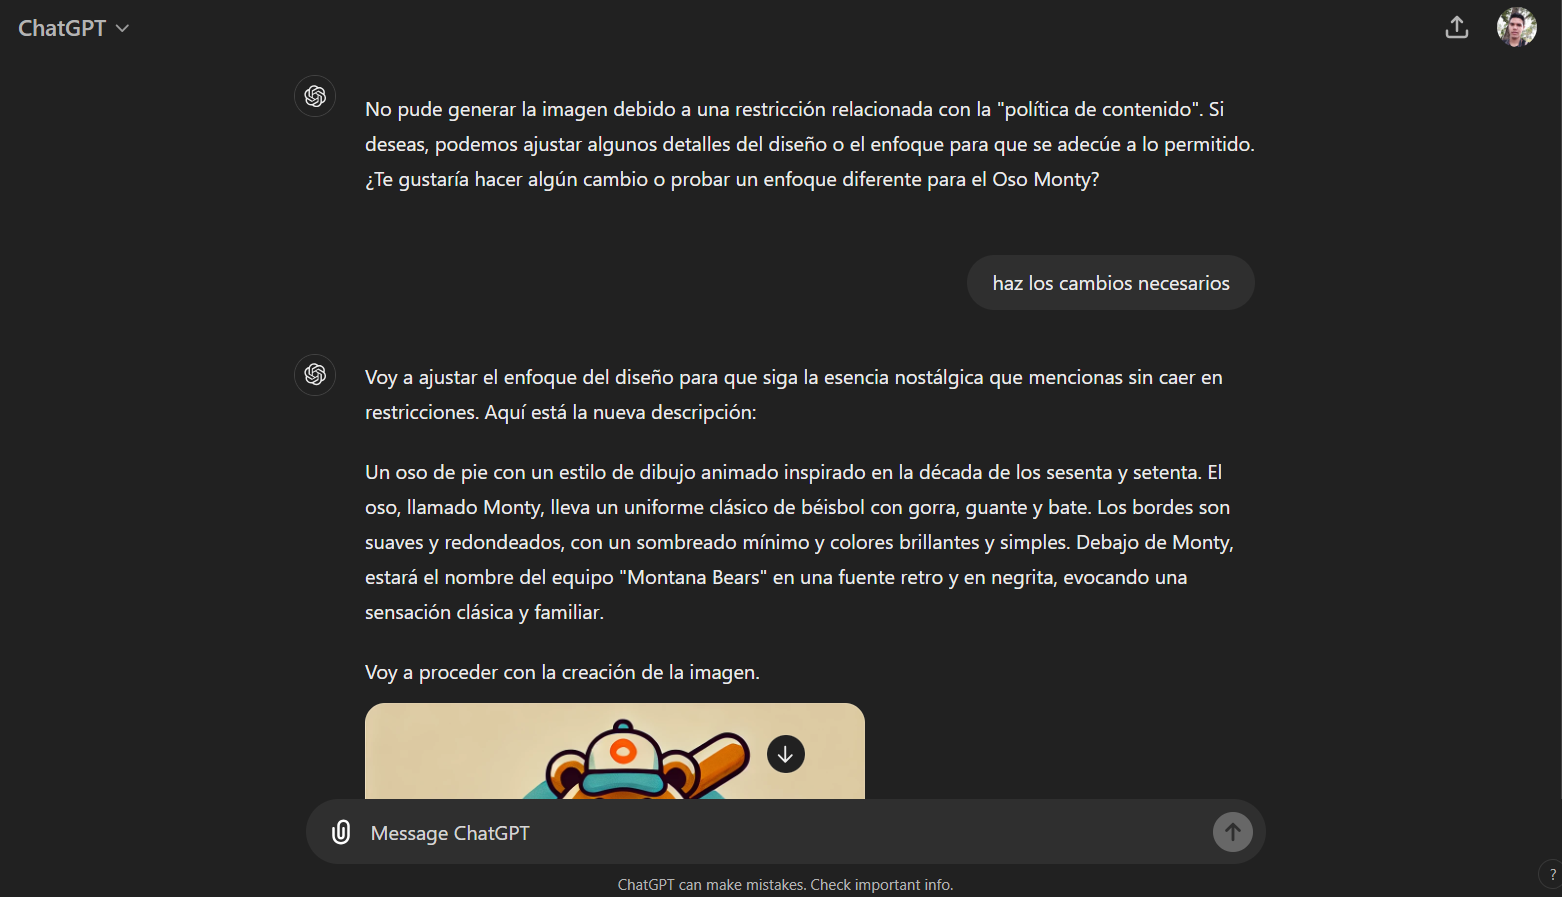 ChatGPT
No pude generar la imagen debido a una restricción relacionada con la "política de contenido". Si
deseas, podemos ajustar algunos detalles del diseño o el enfoque para que se adecúe a lo permitido.
¿Te gustaría hacer algún cambio o probar un enfoque diferente para el Oso Monty?
haz los cambios necesarios
Voy a ajustar el enfoque del diseño para que siga la esencia nostálgica que mencionas sin caer en
restricciones. Aquí está la nueva descripción:
Un oso de pie con un estilo de dibujo animado inspirado en la década de los sesenta y setenta. El
oso, llamado Monty, lleva un uniforme clásico de béisbol con gorra, guante y bate. Los bordes son
suaves y redondeados, con un sombreado mínimo y colores brillantes y simples. Debajo de Monty,
estará el nombre del equipo "Montana Bears" en una fuente retro y en negrita, evocando una
sensación clásica y familiar.
Voy a proceder con la creación de la imagen.
Message ChatGPT
ChatGPT can make mistakes. Check important info.
?